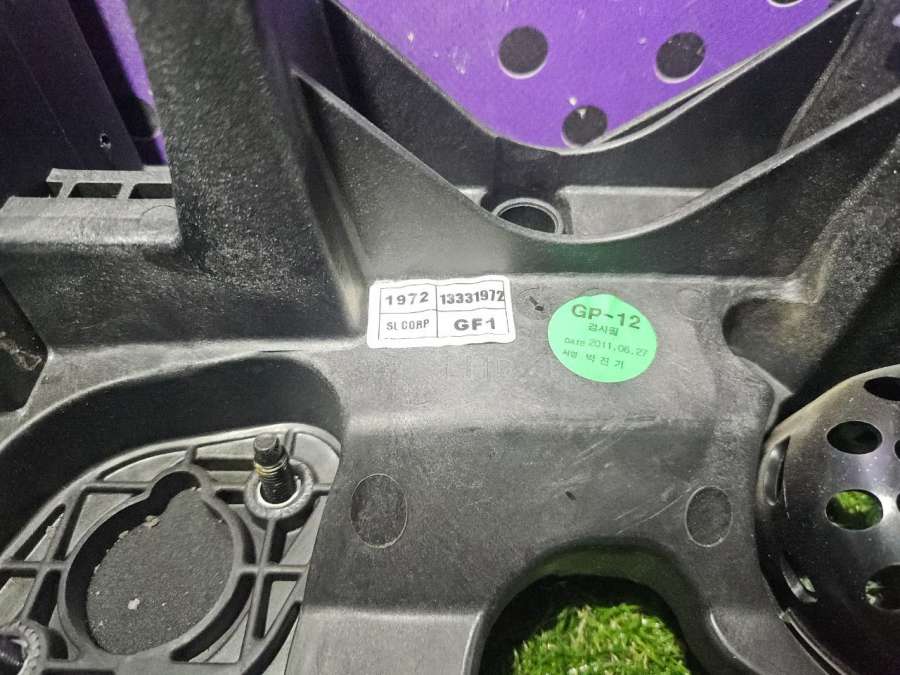 1972 13331972
SL CORP GF1
GP-12
검사필
DATE 2011.06.27
서명 박진기